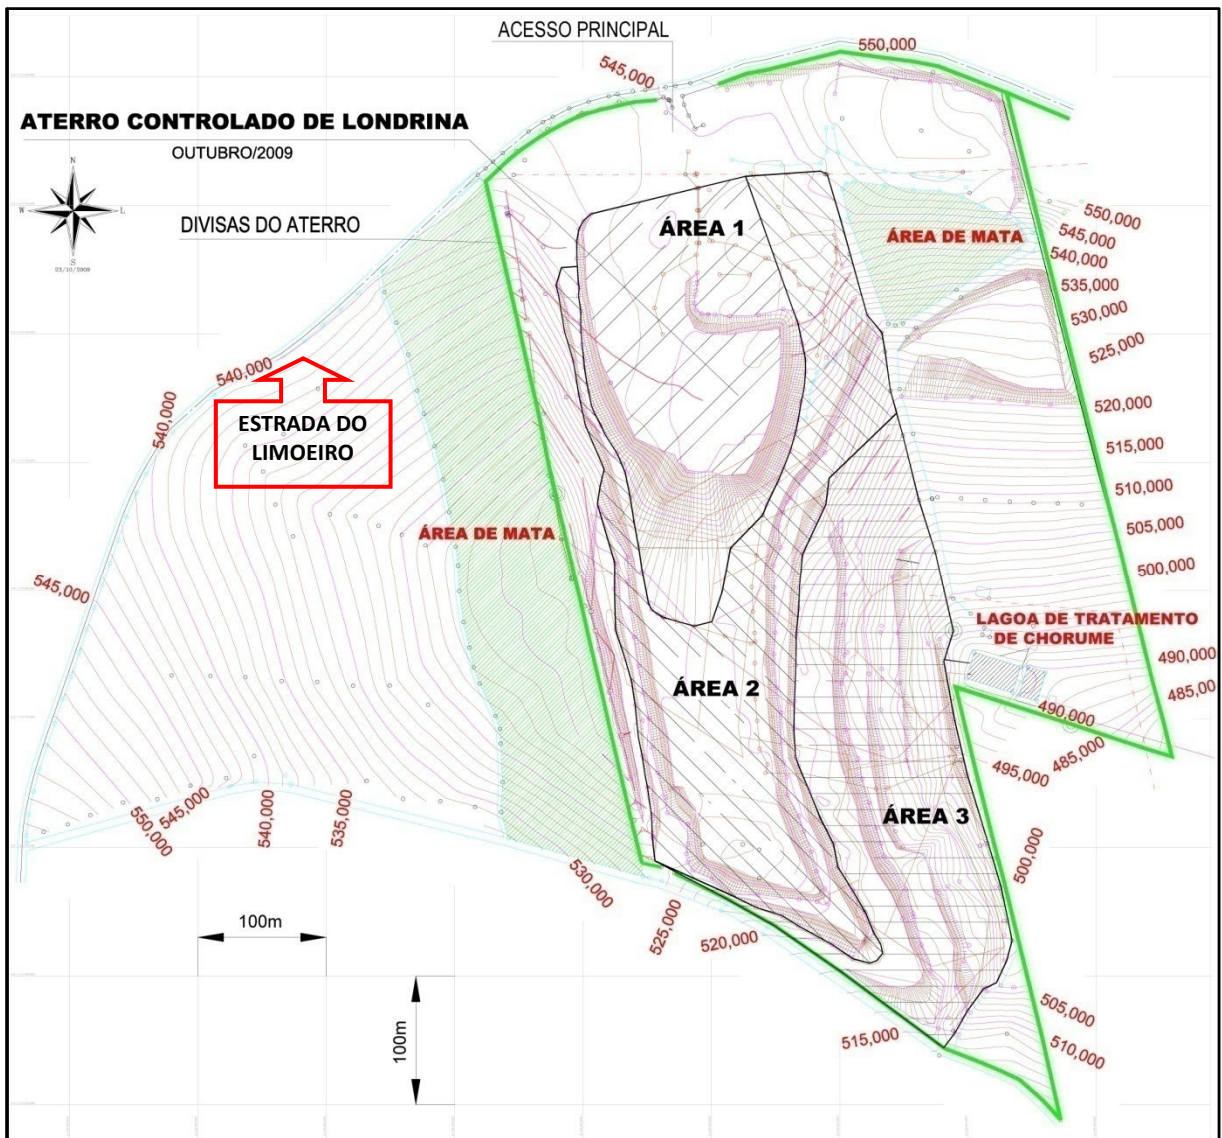 ACESSO PRINCIPAL
550,000
545,000
ATERRO CONTROLADO DE LONDRINA
OUTUBRO/2009
N
W
L
S
23/10/2009
DIVISAS DO ATERRO
ÁREA 1
ÁREA DE MATA
550,000
545,000
540,000
535,000
530,000
525,000
520,000
515,000
510,000
505,000
500,000
540,000
540,000
ESTRADA DO
LIMOEIRO
ÁREA DE MATA
545,000
LAGOA DE TRATAMENTO
DE CHORUME
490,000
485,00
ÁREA 2
490,000
485,000
495,000
ÁREA 3
500,000
550,000
545,000
540,000
535,000
530,000
525,000
520,000
515,000
505,000
510,000
100m
100m